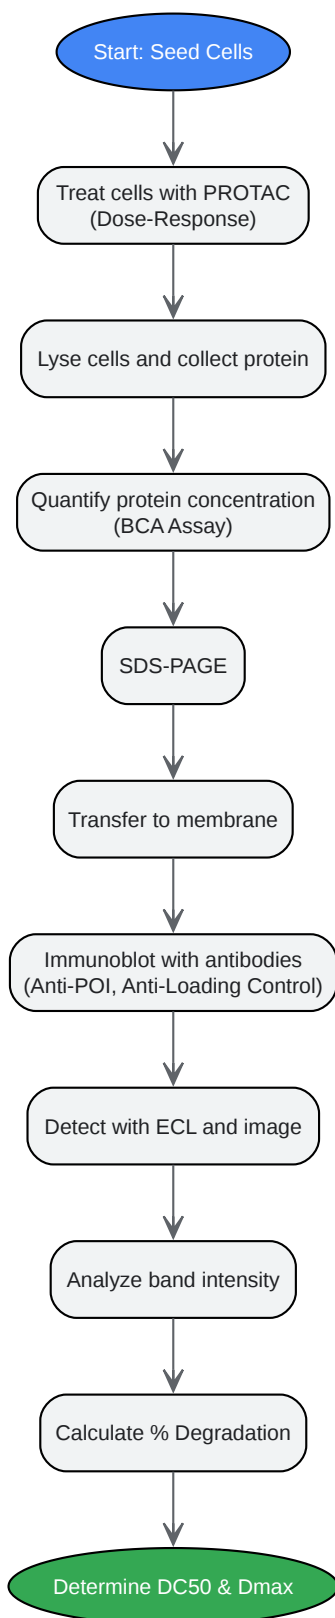 Start: Seed Cells
Treat cells with PROTAC
(Dose-Response)
Lyse cells and collect protein
Quantify protein concentration
(BCA Assay)
SDS-PAGE
Transfer to membrane
Immunoblot with antibodies
(Anti-POI, Anti-Loading Control)
Detect with ECL and image
Analyze band intensity
Calculate % Degradation
Determine DC50 & Dmax